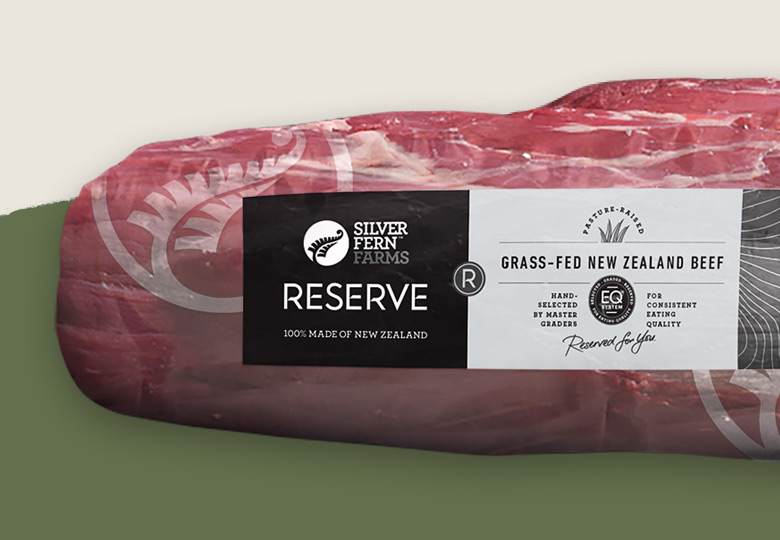 SILVER
FERN™
FARMS
RESERVE
100% MADE OF NEW ZEALAND
R
PASTURE-RAISED
GRASS-FED NEW ZEALAND BEEF
HAND-
SELECTED
BY MASTER
GRADERS
EQ
SYSTEM
FOR
CONSISTENT
EATING
QUALITY
Reserved for You